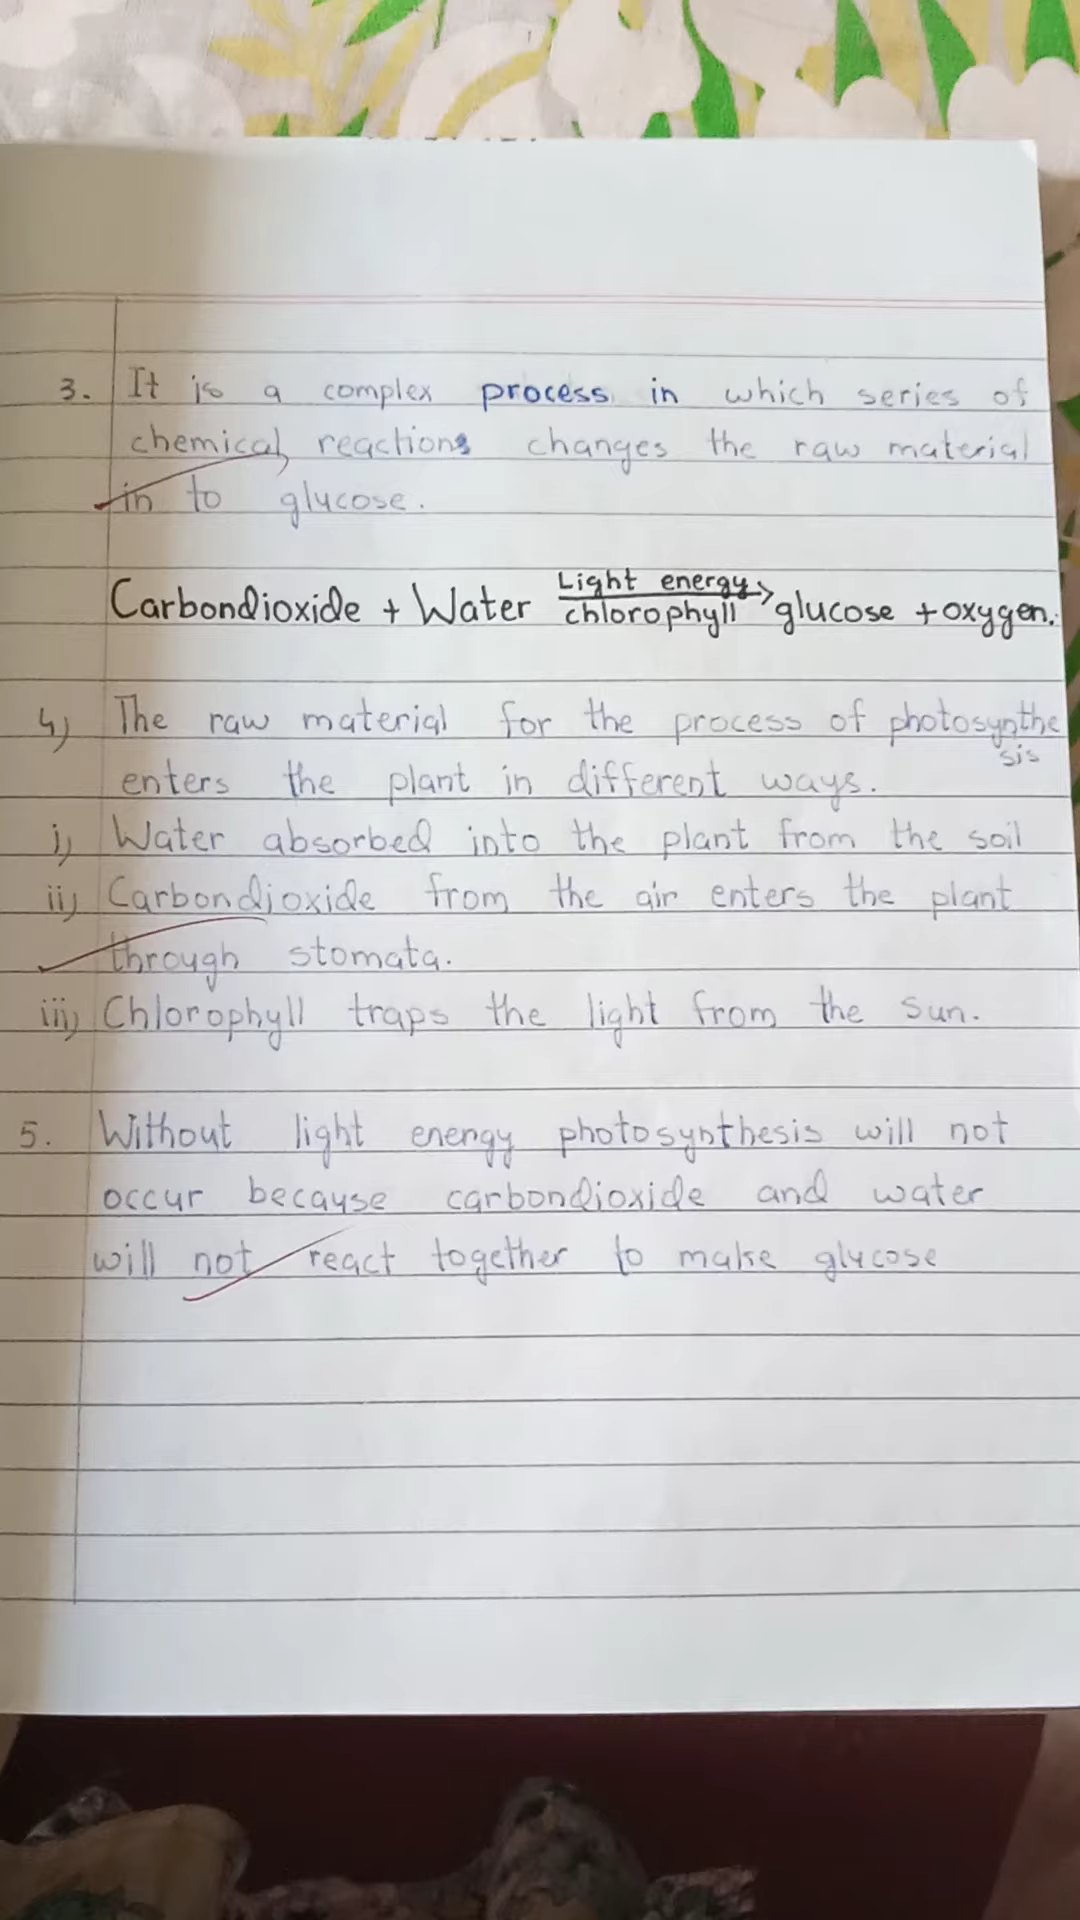 3. It is a complex process in which series of
chemical reactions changes the raw material
in to glucose.
Carbondioxide + Water Light energy
chlorophyll → glucose + oxygen.
4) The raw material for the process of photosynthe
sis
enters the plant in different ways.
i) Water absorbed into the plant from the soil
ii) Carbondioxide from the air enters the plant
through stomata.
iii) Chlorophyll traps the light from the sun.
5. Without light energy photosynthesis will not
occur because carbondioxide and water
will not react together to make glucose